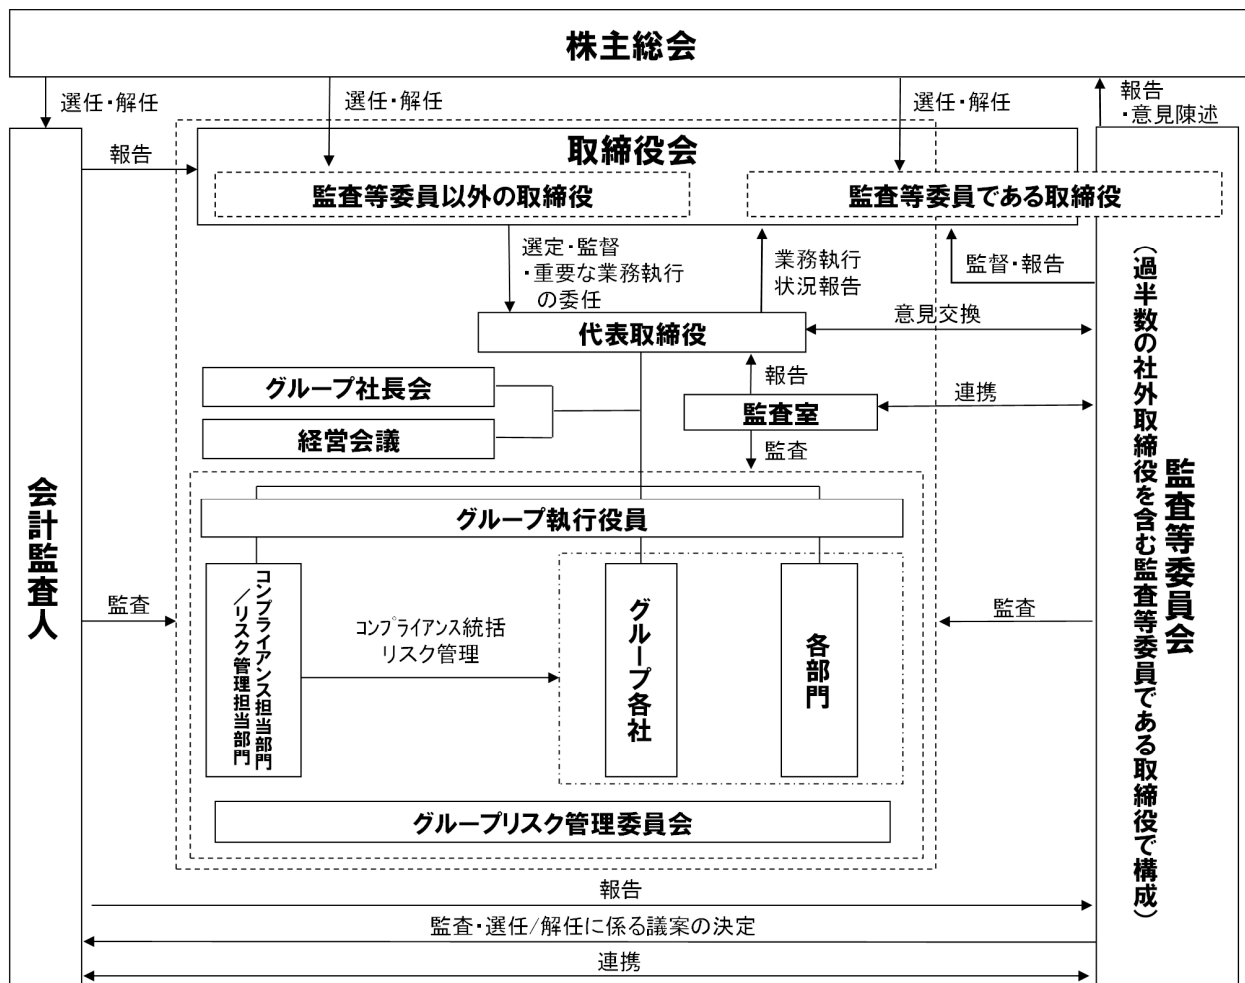 株主総会
選任・解任
選任・解任
選任・解任
報告
・意見陳述
報告
取締役会
監査等委員以外の取締役
監査等委員である取締役
選定・監督
・重要な業務執行
の委任
業務執行
状況報告
監督・報告
代表取締役
意見交換
グループ社長会
経営会議
報告
監査室
連携
監査
グループ執行役員
コンプライアンス担当部門
／リスク管理担当部門
コンプライアンス統括
リスク管理
グループ各社
各部門
グループリスク管理委員会
会計監査人
監査
監査
監査等委員会
（過半数の社外取締役を含む監査等委員である取締役で構成）
報告
監査・選任/解任に係る議案の決定
連携